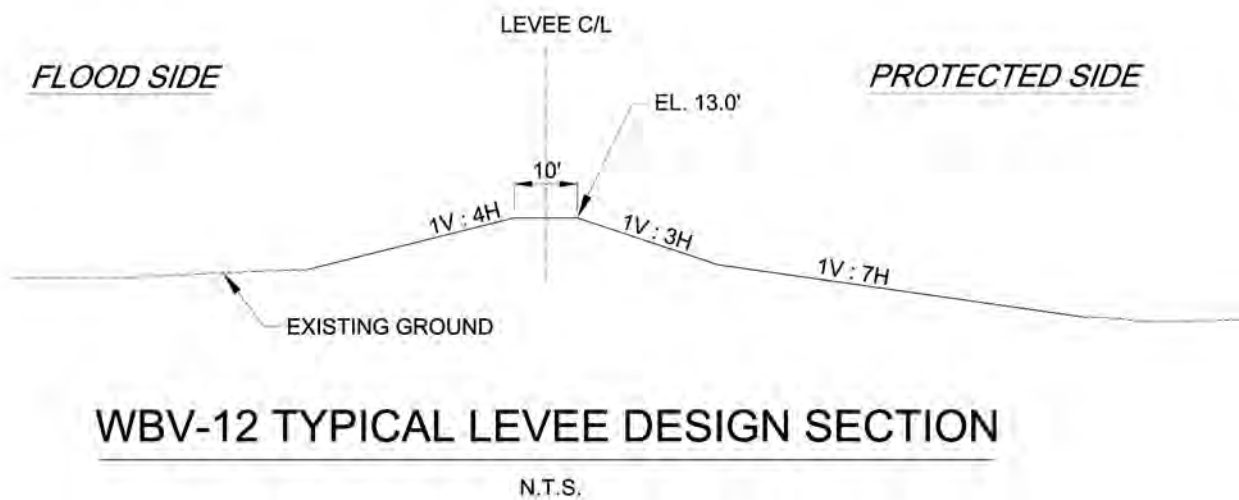 LEVEE C/L
FLOOD SIDE
PROTECTED SIDE
EL. 13.0'
10'
1V : 4H
1V : 3H
1V : 7H
EXISTING GROUND
WBV-12 TYPICAL LEVEE DESIGN SECTION
N.T.S.